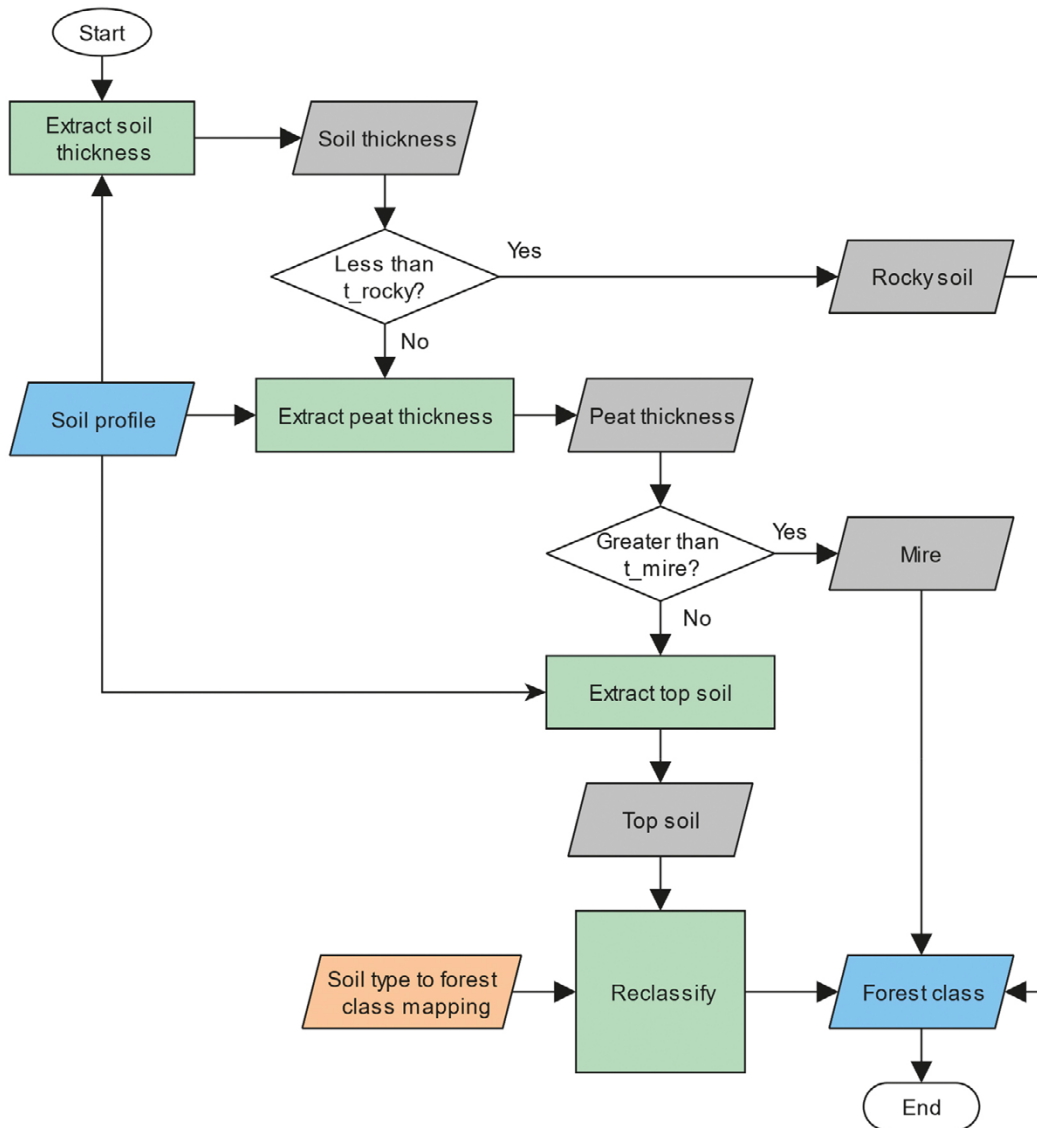 Start
Extract soil
thickness
Soil thickness
Less than
t_rocky?
Yes
Rocky soil
No
Soil profile
Extract peat thickness
Peat thickness
Greater than
t_mire?
Yes
Mire
No
Extract top soil
Top soil
Soil type to forest
class mapping
Reclassify
Forest class
End